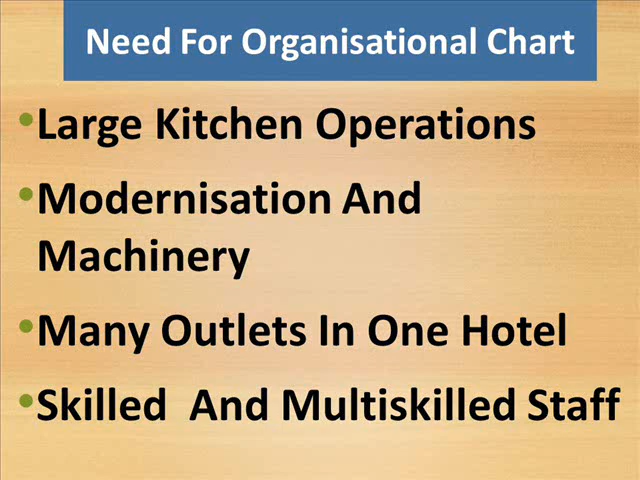 Need For Organisational Chart
•Large Kitchen Operations
•Modernisation And
Machinery
•Many Outlets In One Hotel
•Skilled  And Multiskilled Staff